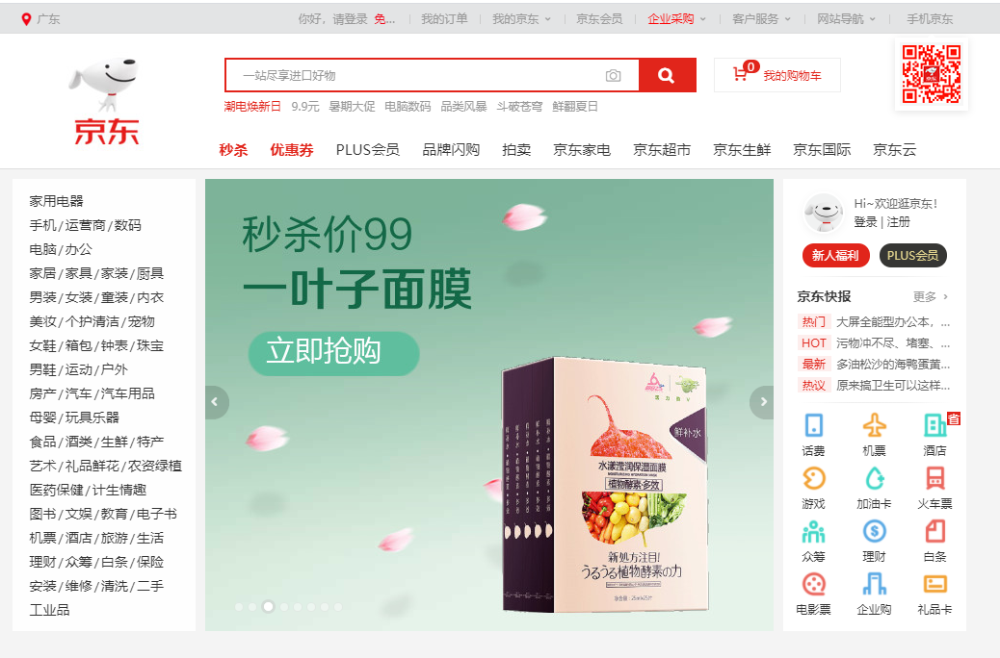 广东
你好，请登录 免...
我的订单
我的京东
京东会员
企业采购
客户服务
网站导航
手机京东
京东
一站尽享进口好物
0
我的购物车
潮电焕新日 9.9元 暑期大促 电脑数码 品类风暴 斗破苍穹 鲜翻夏日
秒杀 优惠券 PLUS会员 品牌闪购 拍卖 京东家电 京东超市 京东生鲜 京东国际 京东云
家用电器
手机/运营商/数码
电脑/办公
家居/家具/家装/厨具
男装/女装/童装/内衣
美妆/个护清洁/宠物
女鞋/箱包/钟表/珠宝
男鞋/运动/户外
房产/汽车/汽车用品
母婴/玩具乐器
食品/酒类/生鲜/特产
艺术/礼品鲜花/农资绿植
医药保健/计生情趣
图书/文娱/教育/电子书
机票/酒店/旅游/生活
理财/众筹/白条/保险
安装/维修/清洗/二手
工业品
秒杀价99
一叶子面膜
立即抢购
鲜补水
水漾滢润保湿面膜
MOISTURIZING HYDRATION MASK
植物酵素·多效
新処方注目!
うるうる植物酵素の力
Hi~欢迎逛京东!
登录 | 注册
新人福利 PLUS会员
京东快报 更多
热门 大屏全能型办公本，...
HOT 污物冲不尽、堵塞、...
最新 多油松沙的海鸭蛋黄...
热议 原来搞卫生可以这样...
省
话费 机票 酒店
游戏 加油卡 火车票
众筹 理财 白条
电影票 企业购 礼品卡